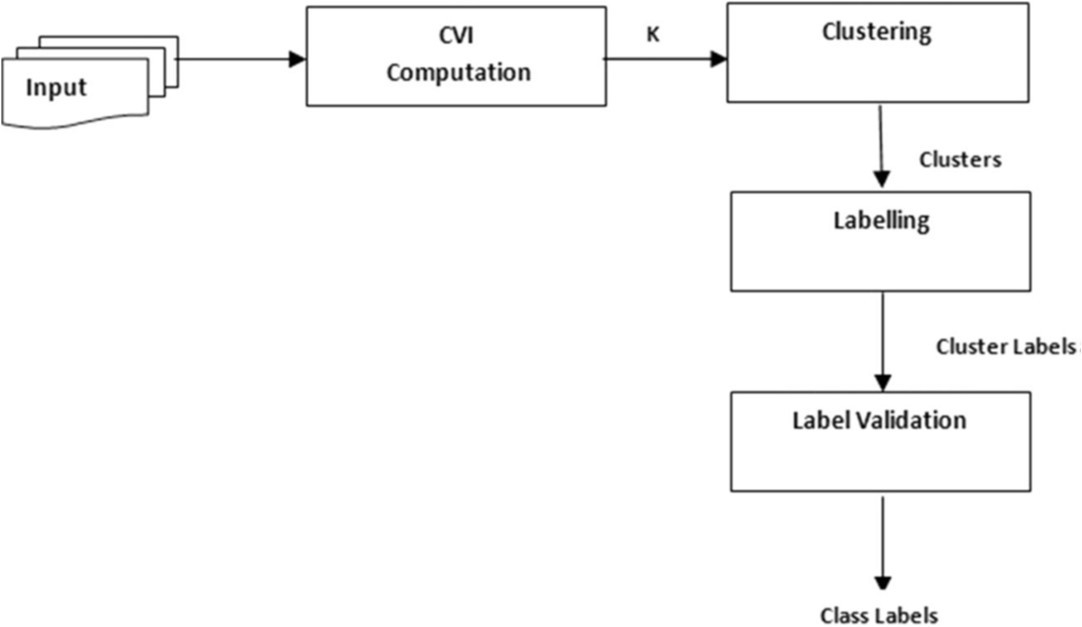 Input
CVI
Computation
K
Clustering
Clusters
Labelling
Cluster Labels
Label Validation
Class Labels